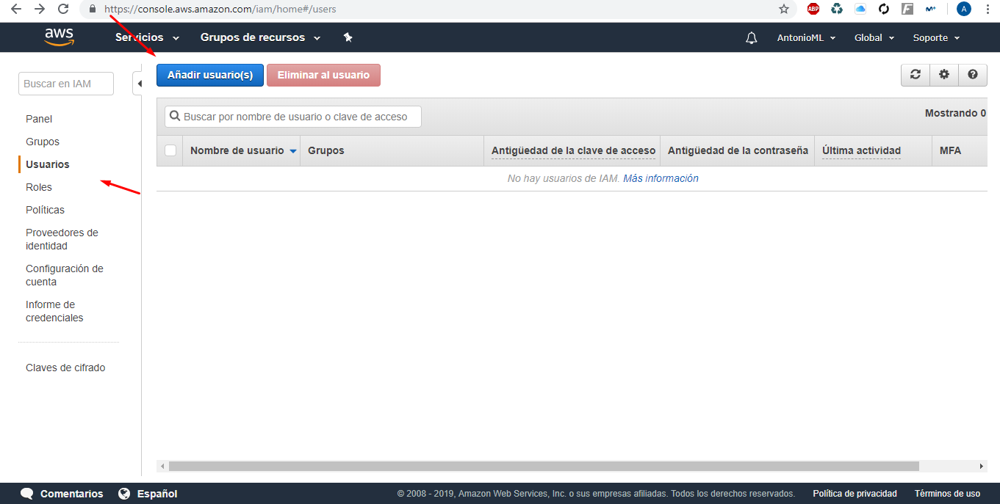 https://console.aws.amazon.com/iam/home#/users
ABP
F
A
aws
Servicios
Grupos de recursos
AntonioML
Global
Soporte
Buscar en IAM
Añadir usuario(s)
Eliminar al usuario
Buscar por nombre de usuario o clave de acceso
Mostrando 0
Panel
Grupos
Usuarios
Roles
Políticas
Proveedores de
identidad
Configuración de
cuenta
Informe de
credenciales
Claves de cifrado
Nombre de usuario
Grupos
Antigüedad de la clave de acceso
Antigüedad de la contraseña
Última actividad
MFA
No hay usuarios de IAM. Más información
Comentarios
Español
© 2008 - 2019, Amazon Web Services, Inc. o sus empresas afiliadas. Todos los derechos reservados.
Política de privacidad
Términos de uso